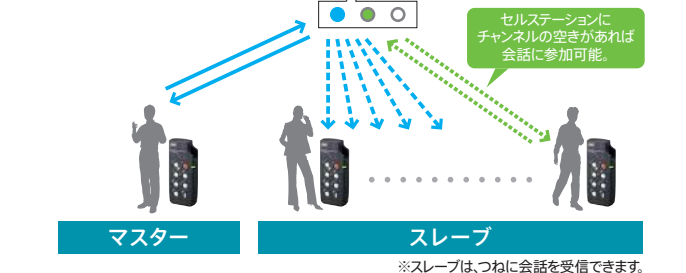 セルステーションに
チャンネルの空きがあれば
会話に参加可能。
マスター
スレーブ
※スレーブは、つねに会話を受信できます。